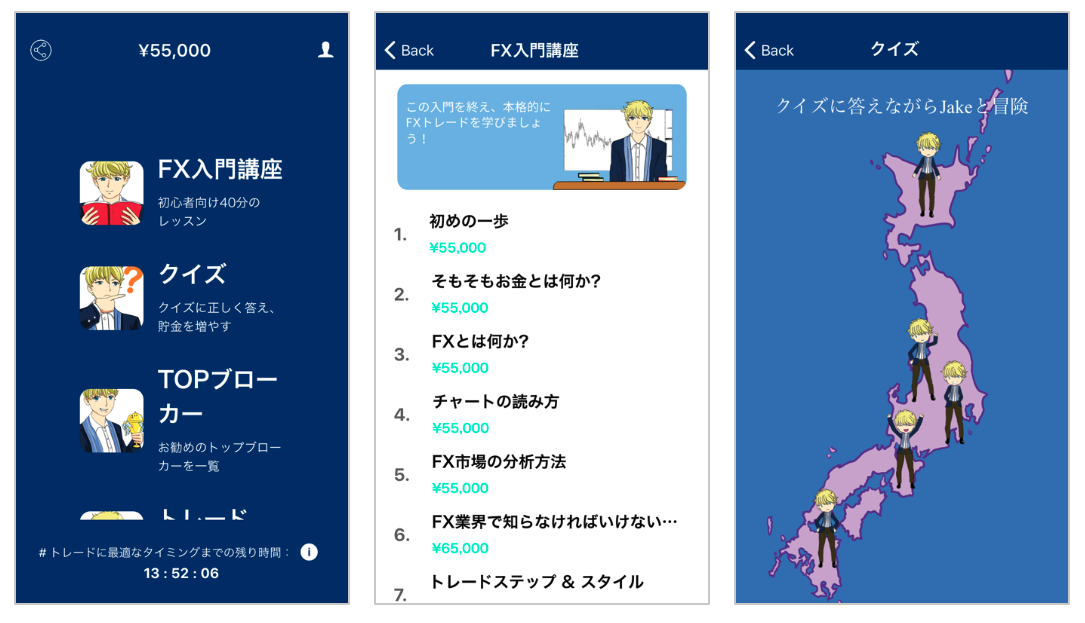 ¥55,000
FX入門講座
初心者向け40分の
レッスン
クイズ
クイズに正しく答え、
貯金を増やす
TOPブロー
カー
お勧めのトップブロー
カーを一覧
トレード
# トレードに最適なタイミングまでの残り時間：
13 : 52 : 06
Back
FX入門講座
この入門を終え、本格的に
FXトレードを学びましょ
う！
1. 初めの一歩
¥55,000
2. そもそもお金とは何か?
¥55,000
3. FXとは何か?
¥55,000
4. チャートの読み方
¥55,000
5. FX市場の分析方法
¥55,000
6. FX業界で知らなければいけない…
¥65,000
7. トレードステップ & スタイル
Back
クイズ
クイズに答えながらJakeと冒険